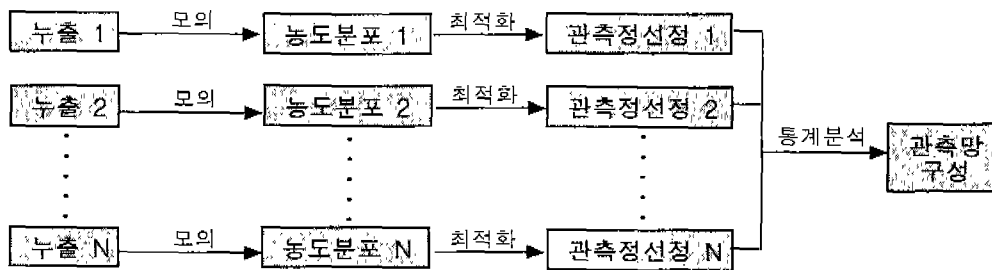 누출 1 모의 농도분포 1 최적화 관측정선정 1
누출 2 모의 농도분포 2 최적화 관측정선정 2
통계분석 관측망
구성
누출 N 모의 농도분포 N 최적화 관측정선정 N